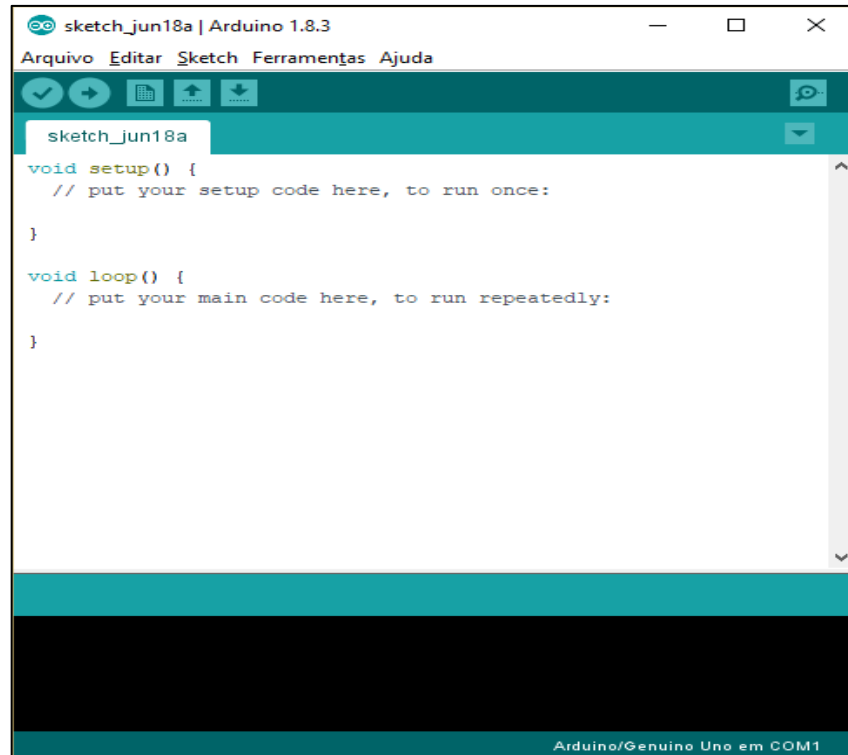 sketch_jun18a | Arduino 1.8.3
Arquivo Editar Sketch Ferramentas Ajuda
sketch_jun18a
void setup() {
  // put your setup code here, to run once:
}
void loop() {
  // put your main code here, to run repeatedly:
}
Arduino/Genuino Uno em COM1